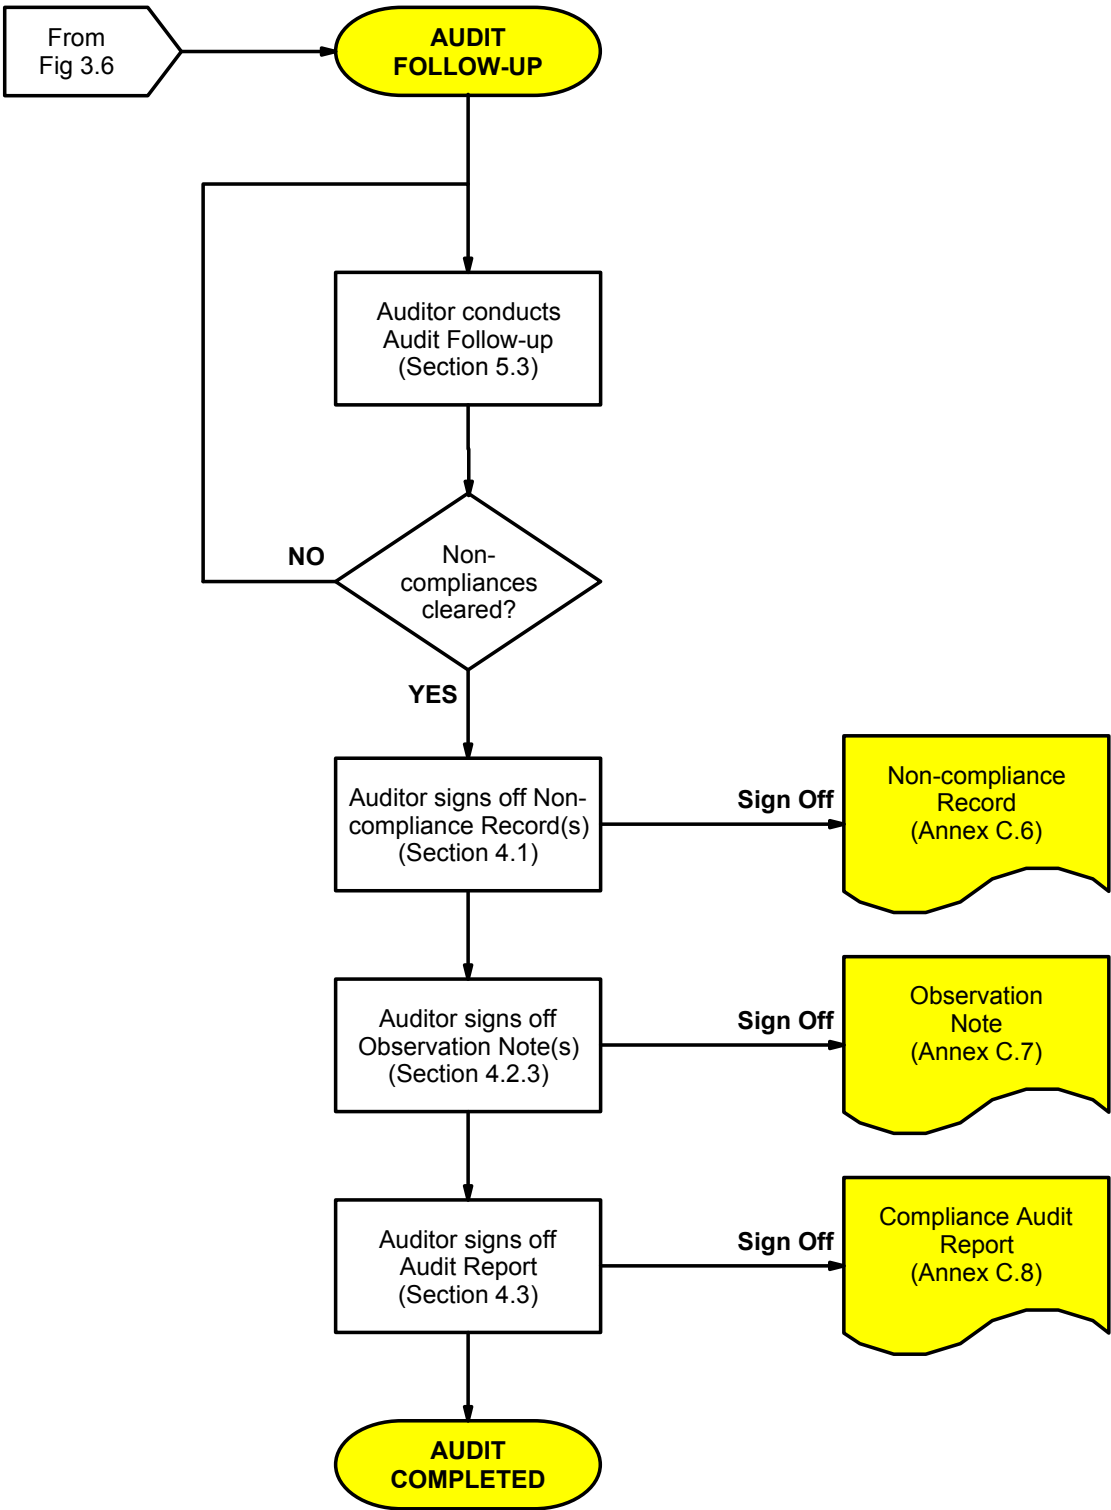 From
Fig 3.6
AUDIT
FOLLOW-UP
Auditor conducts
Audit Follow-up
(Section 5.3)
NO
Non-
compliances
cleared?
YES
Auditor signs off Non-
compliance Record(s)
(Section 4.1)
Sign Off
Non-compliance
Record
(Annex C.6)
Auditor signs off
Observation Note(s)
(Section 4.2.3)
Sign Off
Observation
Note
(Annex C.7)
Auditor signs off
Audit Report
(Section 4.3)
Sign Off
Compliance Audit
Report
(Annex C.8)
AUDIT
COMPLETED